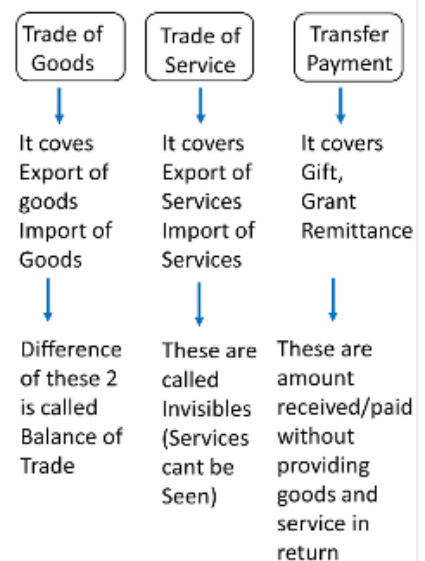 Trade of
Goods
It coves
Export of
goods
Import of
Goods
Difference
of these 2
is called
Balance of
Trade
Trade of
Service
It covers
Export of
Services
Import of
Services
These are
called
Invisibles
(Services
cant be
Seen)
Transfer
Payment
It covers
Gift,
Grant
Remittance
These are
amount
received/paid
without
providing
goods and
service in
return